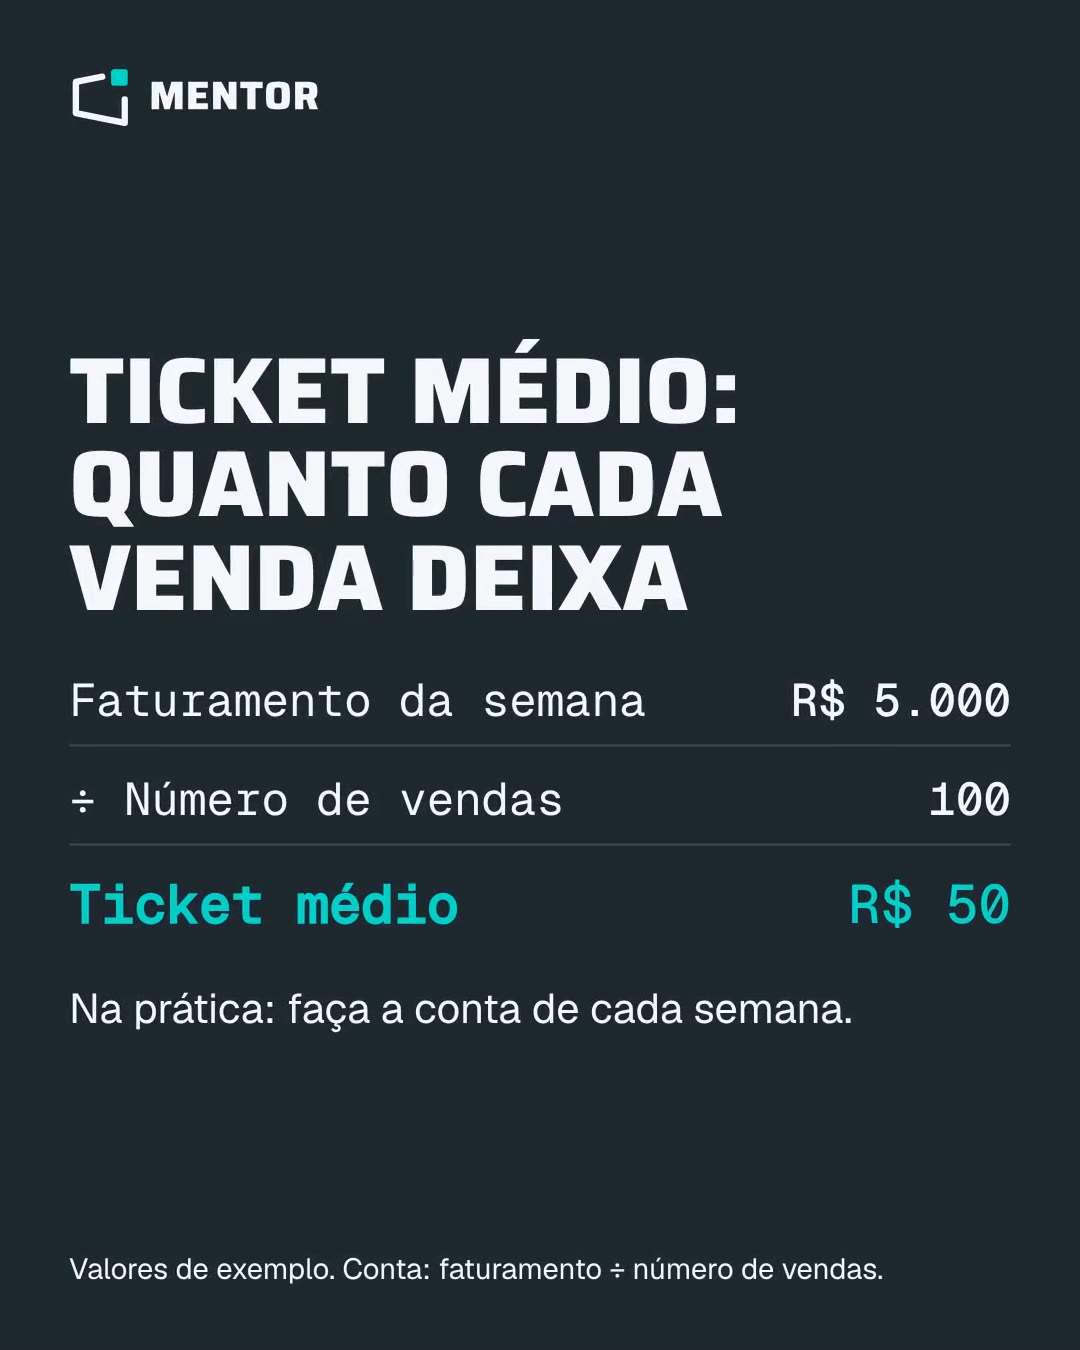 MENTOR
TICKET MÉDIO:
QUANTO CADA
VENDA DEIXA
Faturamento da semana R$ 5.000
÷ Número de vendas 100
Ticket médio R$ 50
Na prática: faça a conta de cada semana.
Valores de exemplo. Conta: faturamento ÷ número de vendas.